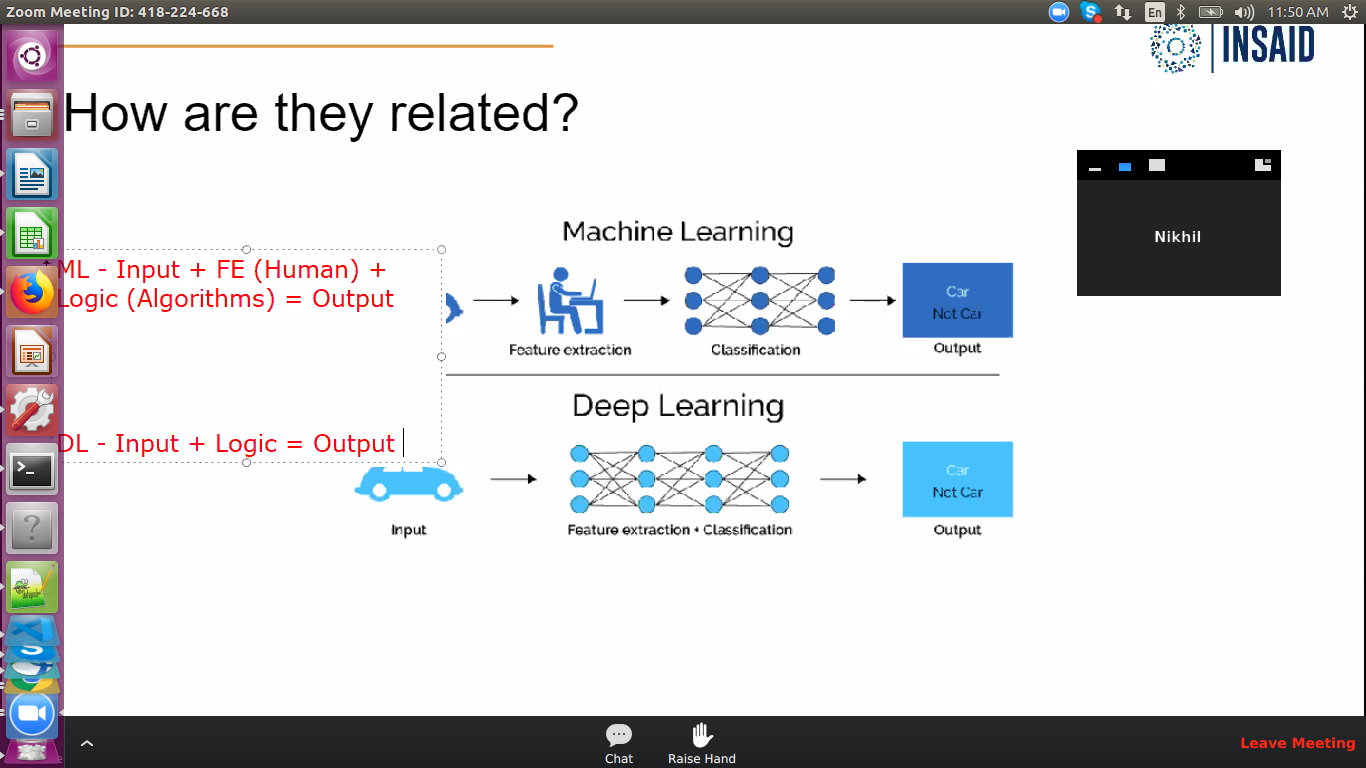 Zoom Meeting ID: 418-224-668
En
11:50 AM
INSAID
How are they related?
Nikhil
Machine Learning
ML - Input + FE (Human) +
Logic (Algorithms) = Output
Car
Not Car
Feature extraction
Classification
Output
Deep Learning
DL - Input + Logic = Output
Car
Not Car
Input
Feature extraction + Classification
Output
Chat
Raise Hand
Leave Meeting